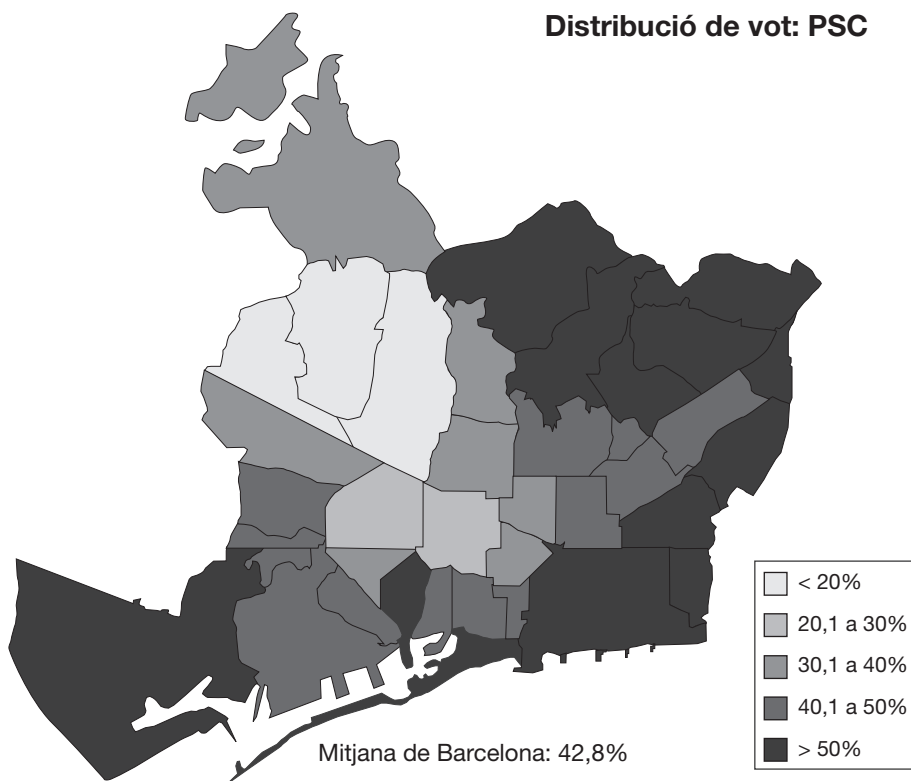 Distribució de vot: PSC
< 20%
20,1 a 30%
30,1 a 40%
40,1 a 50%
> 50%
Mitjana de Barcelona: 42,8%